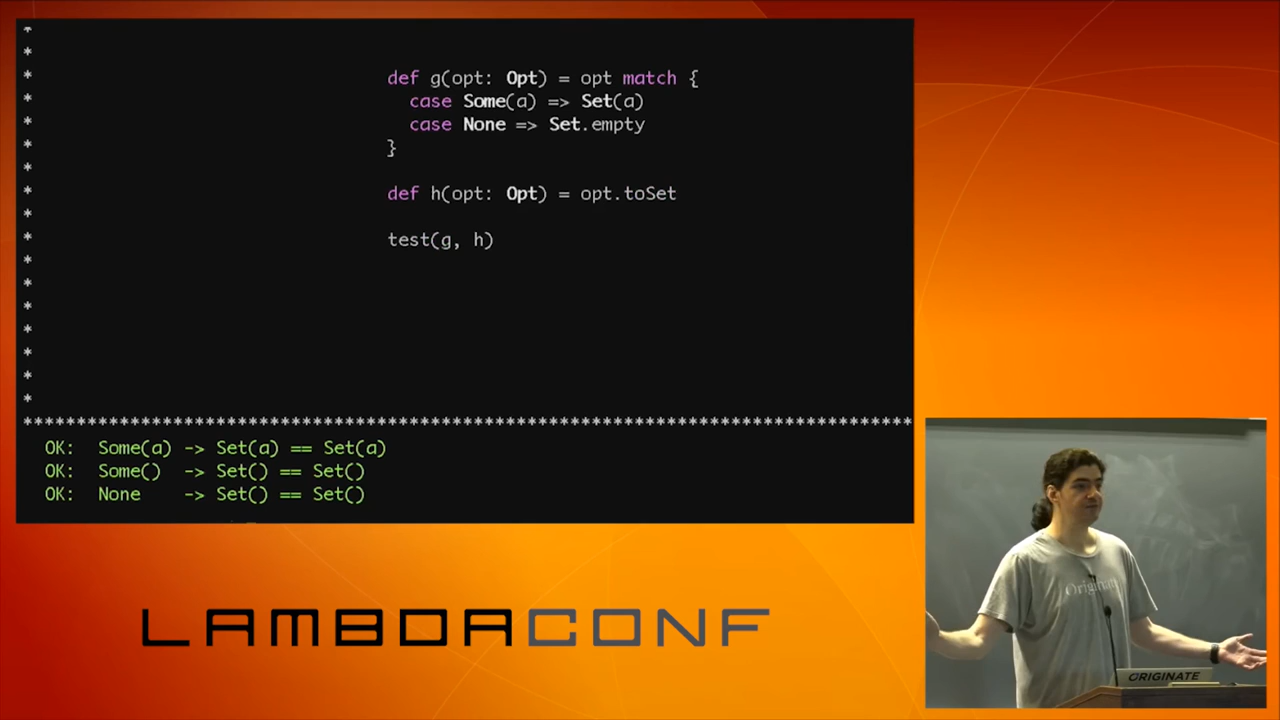 *
*
* def g(opt: Opt) = opt match {
* case Some(a) => Set(a)
* case None => Set.empty
* }
*
* def h(opt: Opt) = opt.toSet
*
* test(g, h)
*
*
*
*
*
*
*
***********************************************************************************
OK: Some(a) -> Set(a) == Set(a)
OK: Some() -> Set() == Set()
OK: None -> Set() == Set()
LAMBDACONF
Originate
ORIGINATE